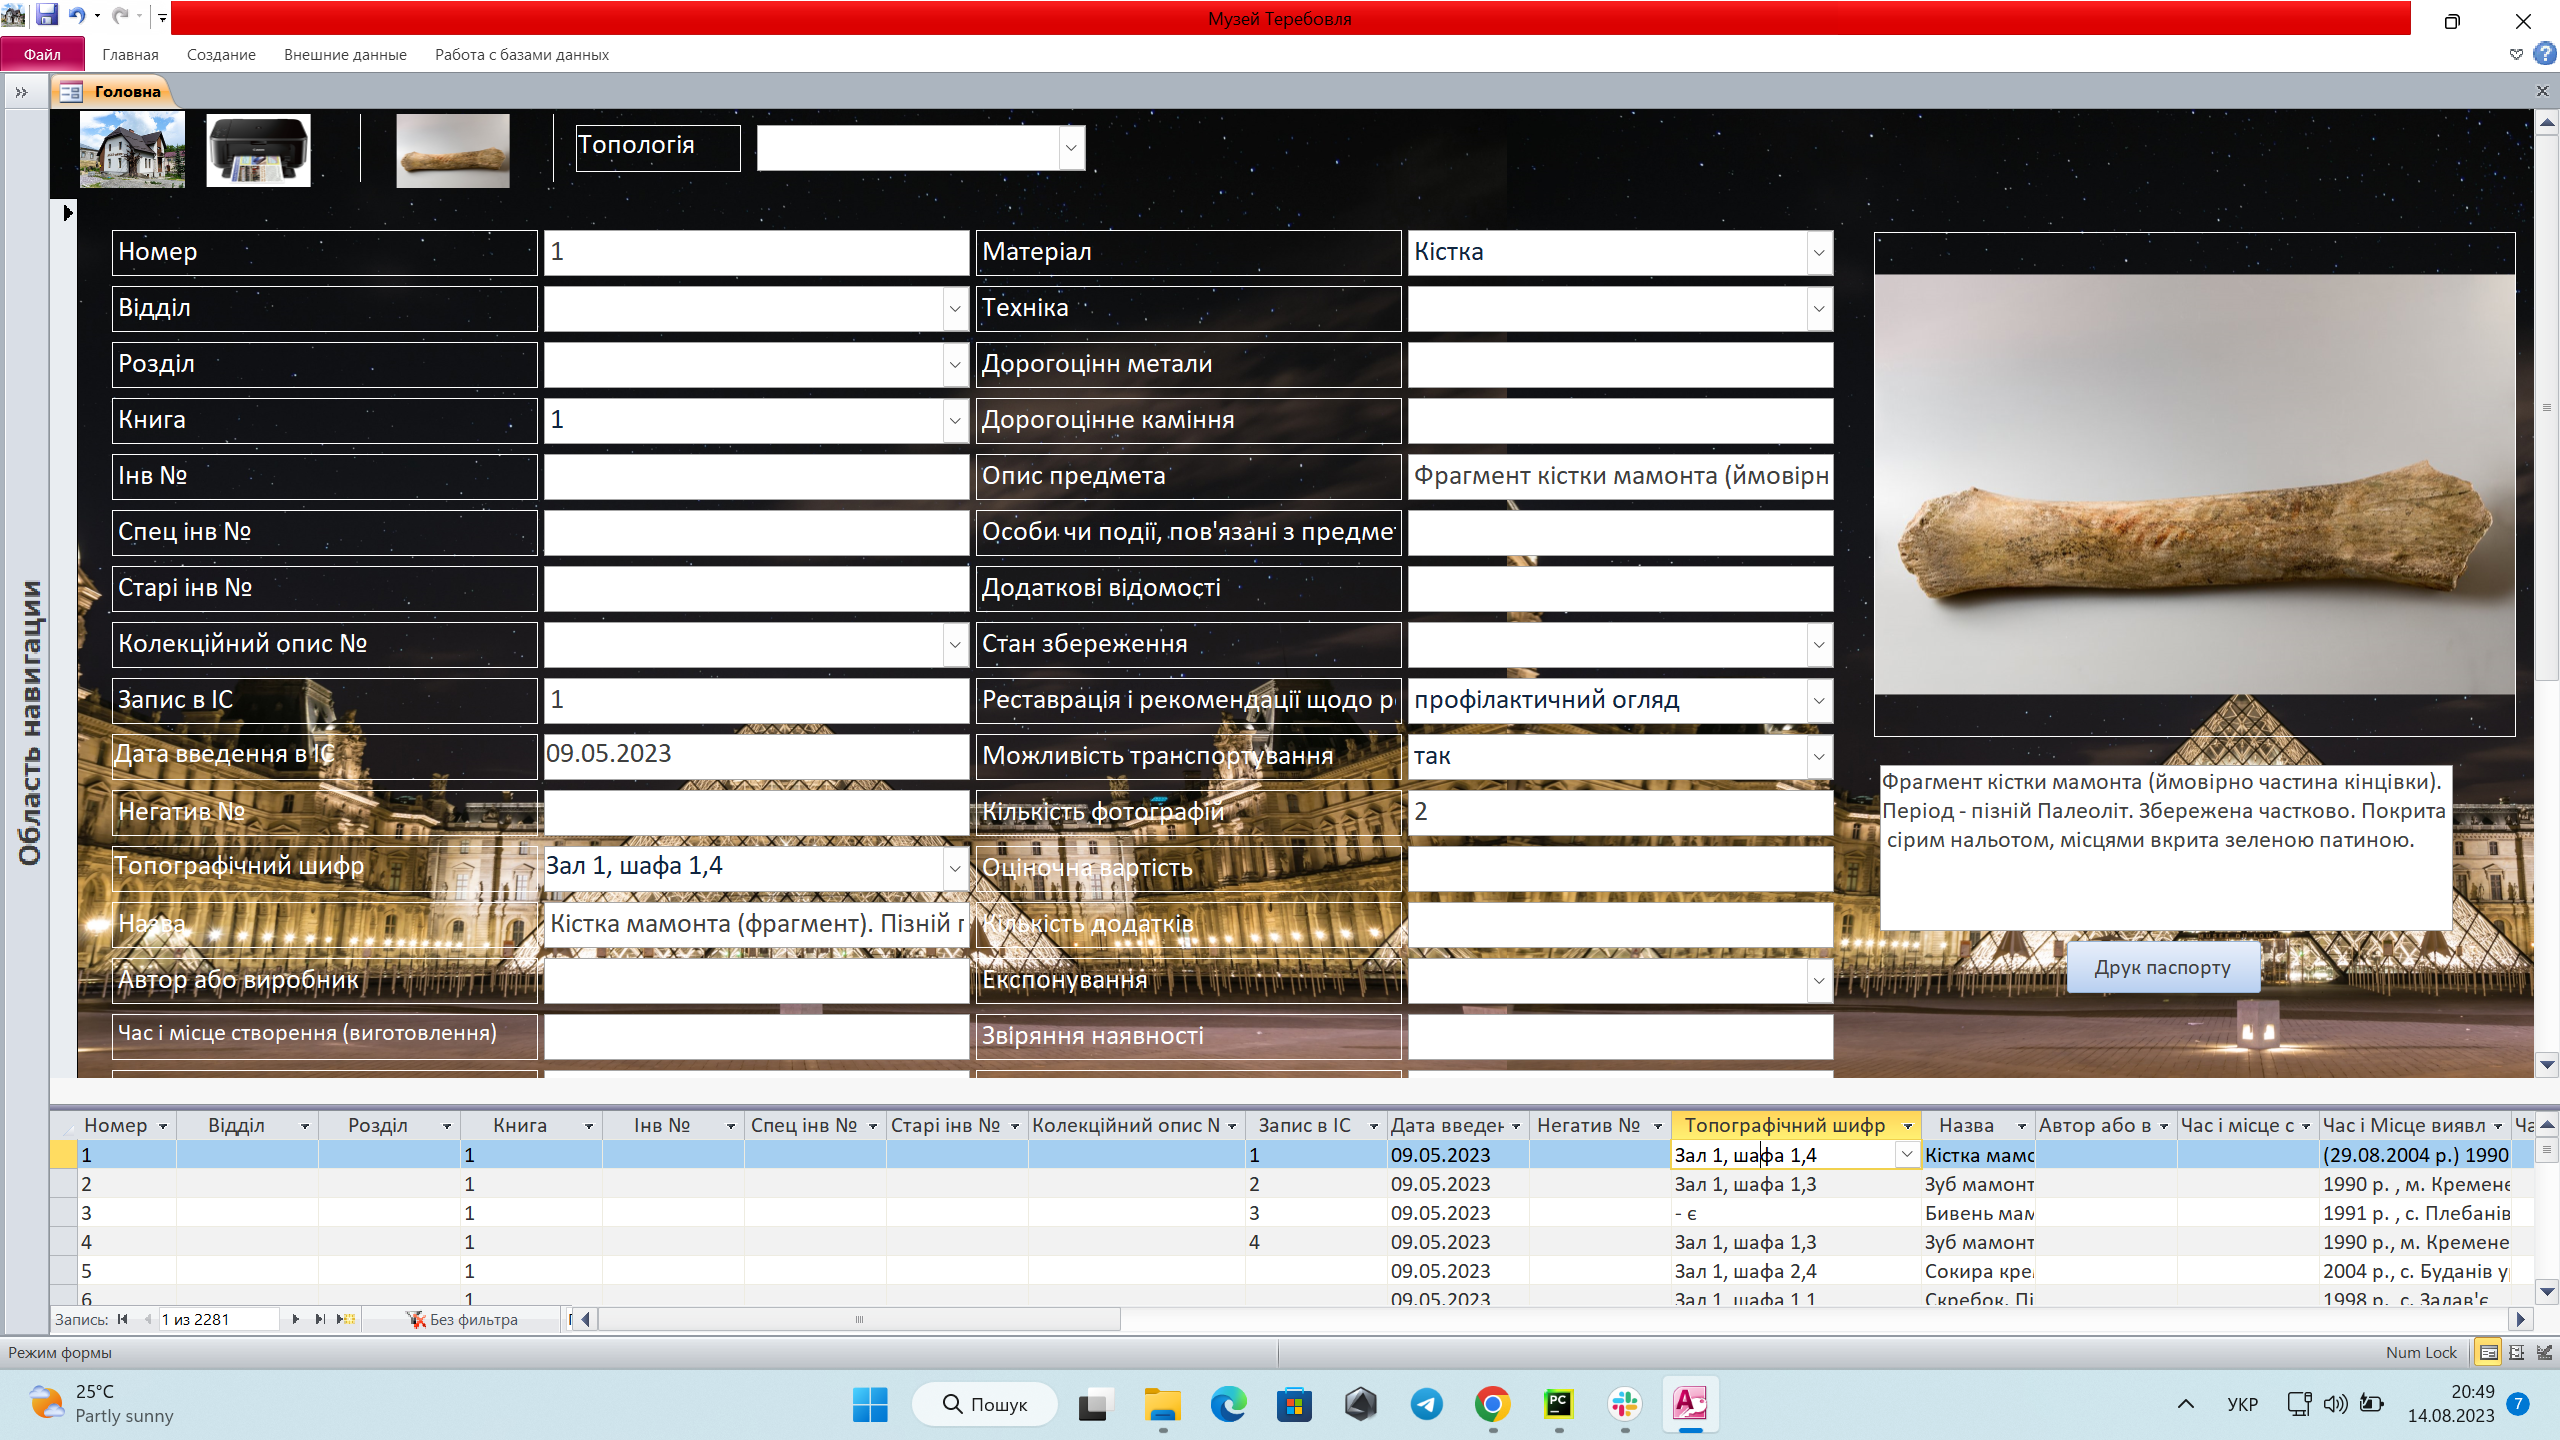 Музей Теребовля
Файл
Главная
Создание
Внешние данные
Работа с базами данных
Головна
Топологія
Область навигации
Номер 1 Матеріал Кістка
Відділ Техніка
Розділ Дорогоцінн метали
Книга 1 Дорогоцінне каміння
Інв № Опис предмета Фрагмент кістки мамонта (ймовірн
Спец інв № Особи чи події, пов'язані з предме
Старі інв № Додаткові відомості
Колекційний опис № Стан збереження
Запис в ІС 1 Реставрація і рекомендації щодо р профілактичний огляд
Дата введення в ІС 09.05.2023 Можливість транспортування так
Негатив № Кількість фотографій 2
Топографічний шифр Зал 1, шафа 1,4 Оціночна вартість
Назва Кістка мамонта (фрагмент). Пізній Кількість додатків
Автор або виробник Експонування
Час і місце створення (виготовлення) Звіряння наявності
Фрагмент кістки мамонта (ймовірно частина кінцівки).
Період - пізній Палеоліт. Збережена частково. Покрита
сірим нальотом, місцями вкрита зеленою патиною.
Друк паспорту
Номер Відділ Розділ Книга Інв № Спец інв № Старі інв № Колекційний опис N Запис в ІС Дата введен Негатив № Топографічний шифр Назва Автор або в Час і місце с Час і Місце виявл Ча
1 1 1 09.05.2023 Зал 1, шафа 1,4 Кістка мамо (29.08.2004 р.) 1990
2 1 2 09.05.2023 Зал 1, шафа 1,3 Зуб мамонт 1990 р. , м. Кремене
3 1 3 09.05.2023 - є Бивень мам 1991 р. , с. Плебанів
4 1 4 09.05.2023 Зал 1, шафа 1,3 Зуб мамонт 1990 р., м. Кремене
5 1 09.05.2023 Зал 1, шафа 2,4 Сокира кре 2004 р., с. Буданів у
6 1 09.05.2023 Зал 1, шафа 1,1 Скребок. Пі 1998 р., с. Залав'є
Запись: 1 из 2281 Без фильтра
Режим формы
Num Lock
25°C
Partly sunny
Пошук
PC
A
УКР
20:49
14.08.2023
7